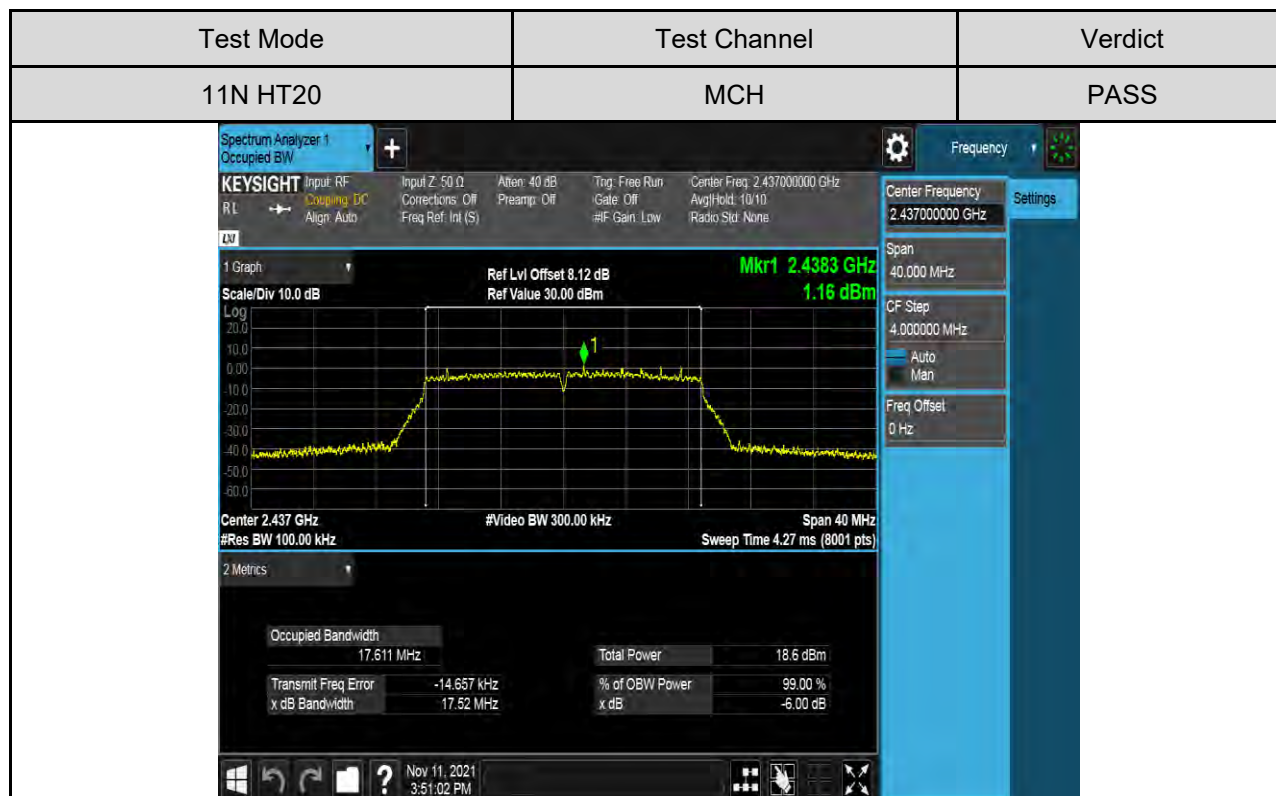 Test Mode Test Channel Verdict
11N HT20 MCH PASS
Spectrum Analyzer 1
Occupied BW
+
Frequency
KEYSIGHT Input: RF Input Z: 50 Ω Atten: 40 dB Trig: Free Run Center Freq: 2.437000000 GHz
RL Coupling: DC Corrections: Off Preamp: Off Gate: Off Avg|Hold: 10/10
Align: Auto Freq Ref: Int (S) #IF Gain: Low Radio Std: None
LXI
Center Frequency
2.437000000 GHz
Settings
Span
40.000 MHz
CF Step
4.000000 MHz
Auto
Man
Freq Offset
0 Hz
1 Graph Ref Lvl Offset 8.12 dB Mkr1 2.4383 GHz
Scale/Div 10.0 dB Ref Value 30.00 dBm 1.16 dBm
Log
20.0
10.0
0.00
-10.0
-20.0
-30.0
-40.0
-50.0
-60.0
1
Center 2.437 GHz #Video BW 300.00 kHz Span 40 MHz
#Res BW 100.00 kHz Sweep Time 4.27 ms (8001 pts)
2 Metrics
Occupied Bandwidth
17.611 MHz Total Power 18.6 dBm
Transmit Freq Error -14.657 kHz % of OBW Power 99.00 %
x dB Bandwidth 17.52 MHz x dB -6.00 dB
? Nov 11, 2021
3:51:02 PM